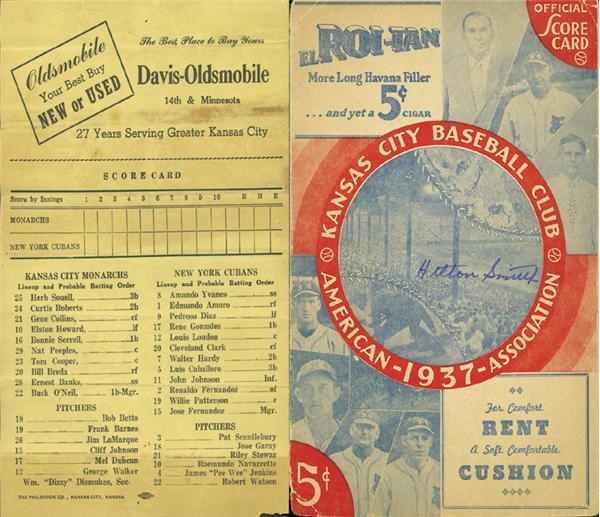 Oldsmobile
Your Best Buy
NEW or USED
The Best Place to Buy Yours
Davis-Oldsmobile
14th & Minnesota
27 Years Serving Greater Kansas City
SCORE CARD
Score by Innings 1 2 3 4 5 6 7 8 9 10 R H E
MONARCHS
NEW YORK CUBANS
KANSAS CITY MONARCHS
Lineup and Probable Batting Order
25 Herb Souell, 3b
24 Curtis Roberts 2b
21 Gene Collins, cf
10 Elston Howard, lf
16 Bonnie Serrell, 1b
29 Nat Peeples, c
23 Tom Cooper, c
20 Bill Breda rf
28 Ernest Banks, ss
22 Buck O'Neil, 1b-Mgr.
PITCHERS
18 Bob Betts
19 Frank Barnes
26 Jim LaMarque
15 Cliff Johnson
17 Mel Duncan
12 George Walker
Wm. "Dizzy" Dismukes, Sec.
THE PHILBROOK CO., KANSAS CITY, KANSAS
NEW YORK CUBANS
Lineup and Probable Batting Order
8 Amando Yvanes ss
1 Edmundo Amoro rf
9 Pedroso Diaz lf
17 Rene Gonzalez 1b
12 Louis Loudon c
20 Cleveland Clark cf
7 Walter Hardy 2b
5 Luis Caballoro 3b
11 John Johnson Inf.
2 Renaldo Fernandez of
19 Willie Patterson c
15 Jose Fernandez Mgr.
PITCHERS
3 Pat Scantlebury
18 Jose Garay
21 Riley Stewar
10 Raemundo Navarrette
4 James "Pee Wee" Jenkins
22 Robert Watson
OFFICIAL
SCORE
CARD
EL ROI-TAN
More Long Havana Filler
... and yet a 5¢
CIGAR
KANSAS CITY BASEBALL CLUB
AMERICAN - 1937 - ASSOCIATION
Hilton Smith
For Comfort
RENT
A Soft Comfortable
CUSHION
5¢